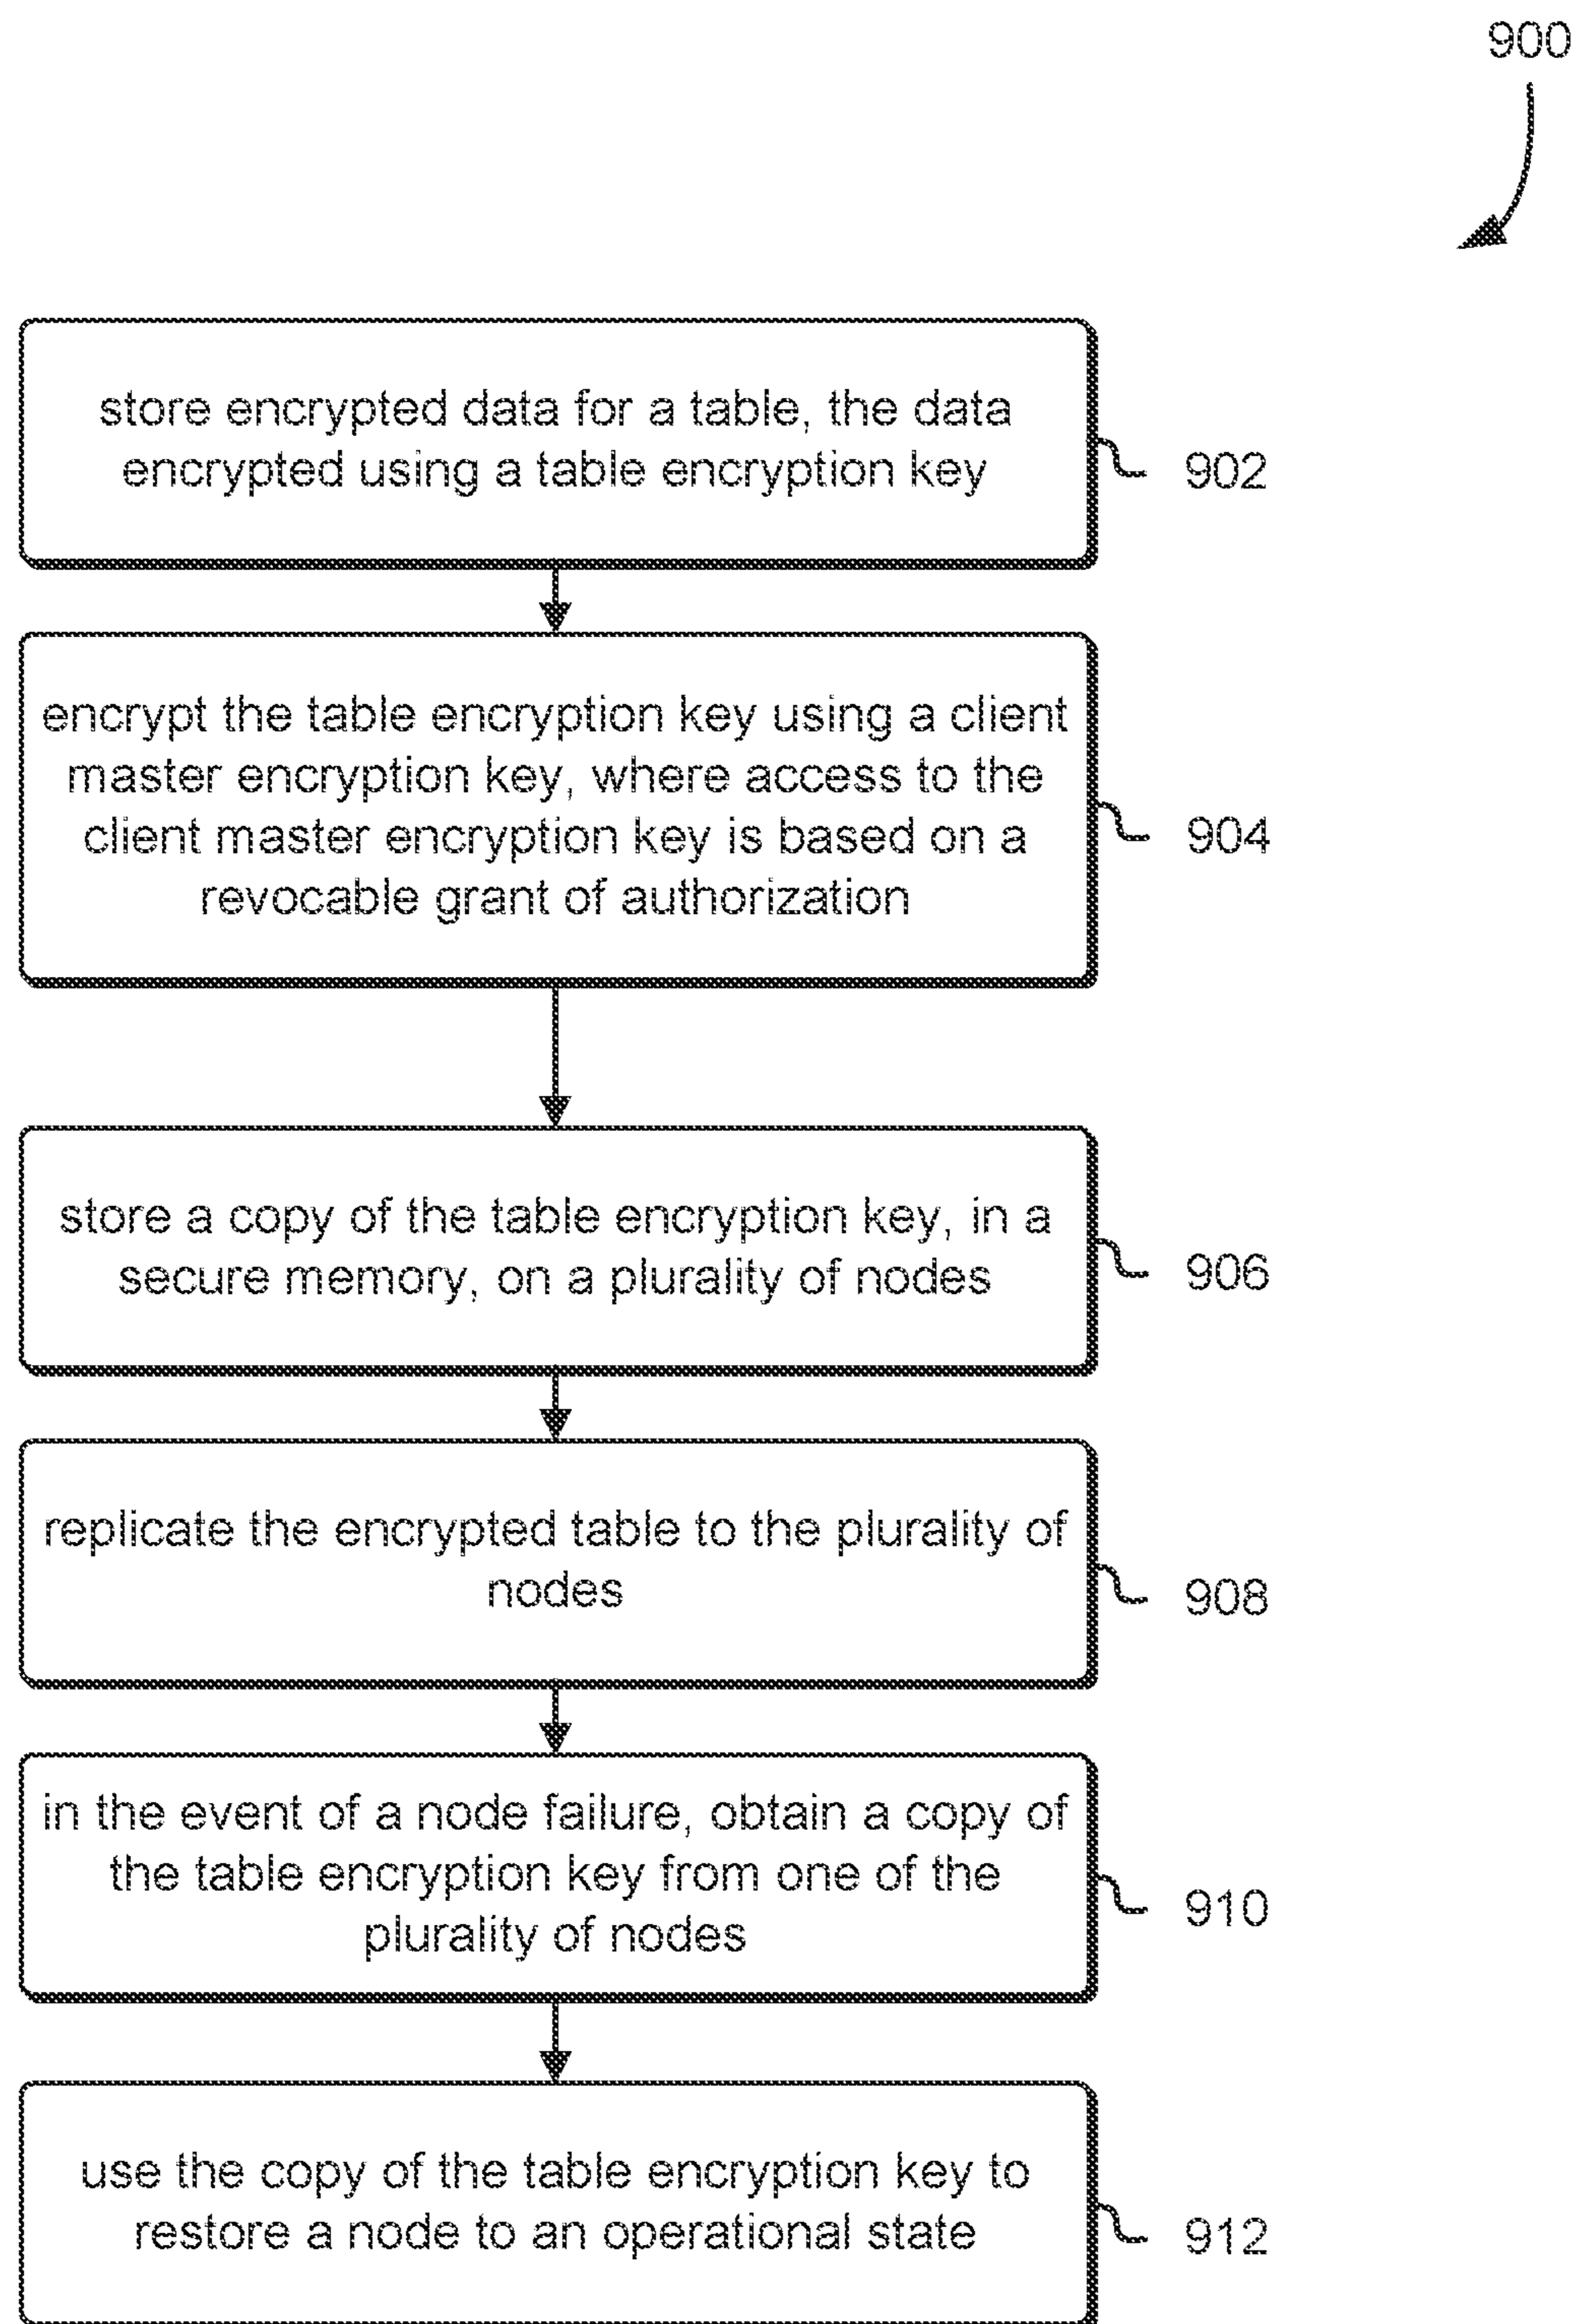 900
store encrypted data for a table, the data
encrypted using a table encryption key
902
encrypt the table encryption key using a client
master encryption key, where access to the
client master encryption key is based on a
revocable grant of authorization
904
store a copy of the table encryption key, in a
secure memory, on a plurality of nodes
906
replicate the encrypted table to the plurality of
nodes
908
in the event of a node failure, obtain a copy of
the table encryption key from one of the
plurality of nodes
910
use the copy of the table encryption key to
restore a node to an operational state
912